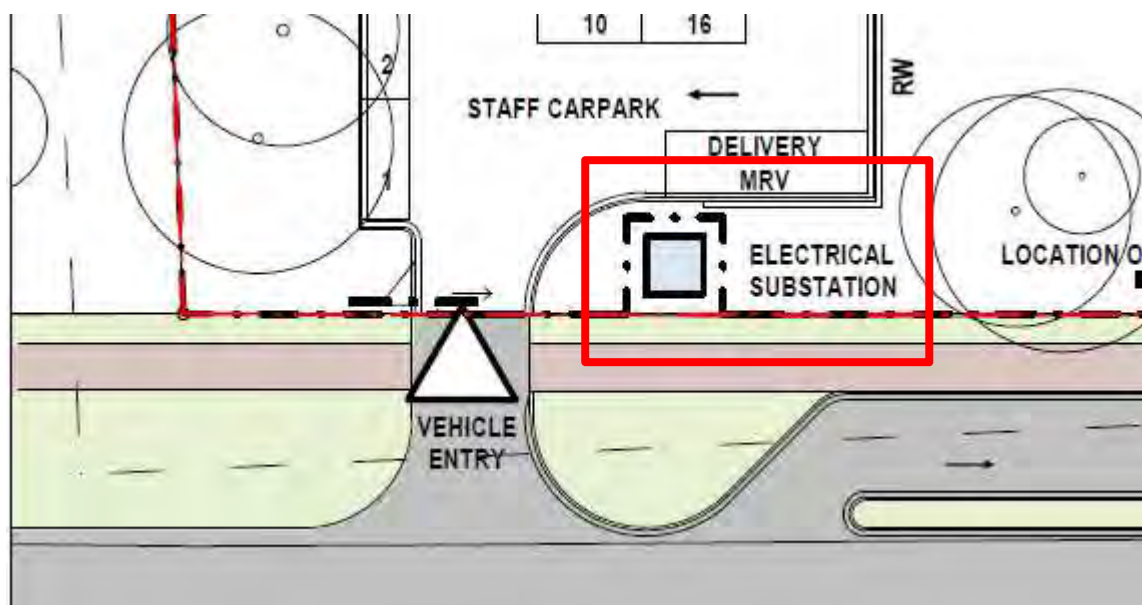 10 16
2
STAFF CARPARK
RW
DELIVERY
MRV
1
ELECTRICAL
SUBSTATION
LOCATION O
VEHICLE
ENTRY